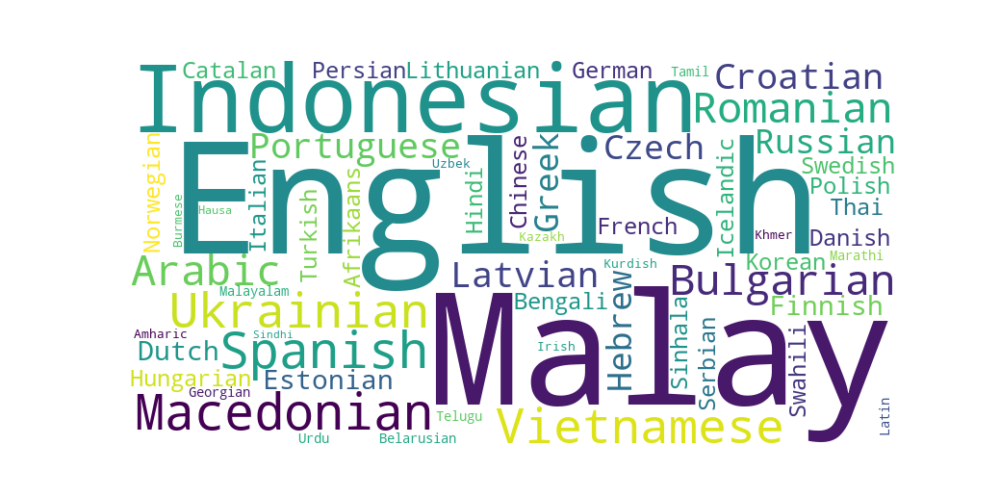 Indonesian
Catalan
Persian
Lithuanian
German
Tamil
Croatian
Romanian
English
Norwegian
Portuguese
Uzbek
Chinese
Greek
Czech
Icelandic
Russian
Swedish
Polish
Italian
Turkish
Afrikaans
Hindi
Burmese
Hausa
Kazakh
French
Khmer
Thai
Danish
Marathi
Arabic
Malayalam
Latvian
Kurdish
Korean
Bulgarian
Ukrainian
Bengali
Hebrew
Sinhala
Finnish
Malay
Amharic
Sindhi
Dutch
Spanish
Irish
Serbian
Swahili
Hungarian
Estonian
Georgian
Macedonian
Telugu
Vietnamese
Latin
Urdu
Belarusian